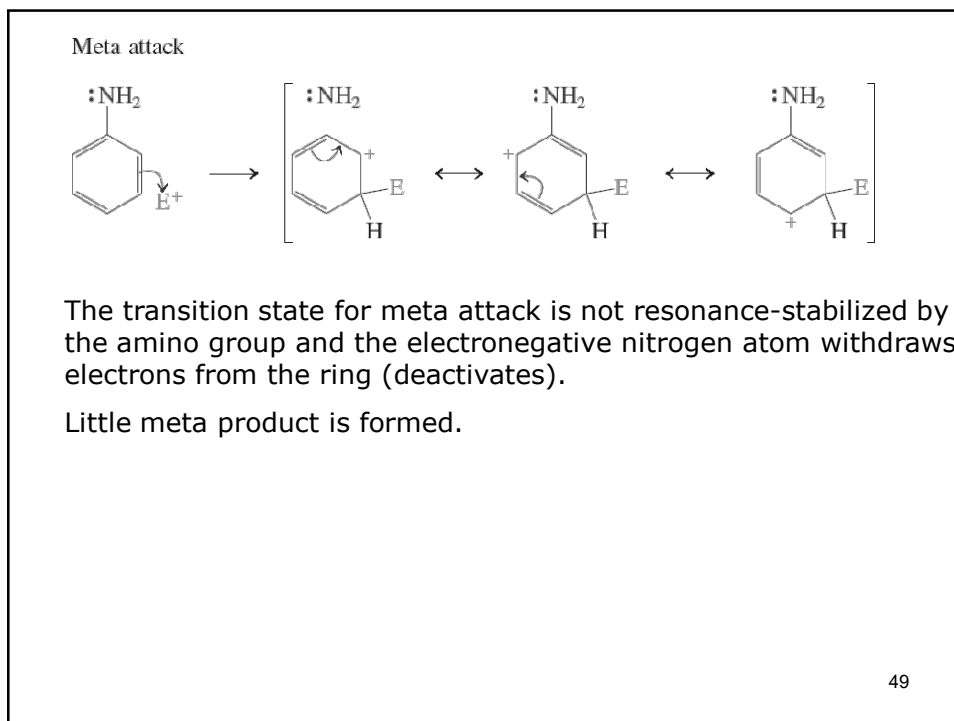 Meta attack
:NH2 :NH2 :NH2 :NH2
E+ + E H + E H + E H
The transition state for meta attack is not resonance-stabilized by
the amino group and the electronegative nitrogen atom withdraws
electrons from the ring (deactivates).
Little meta product is formed.
49